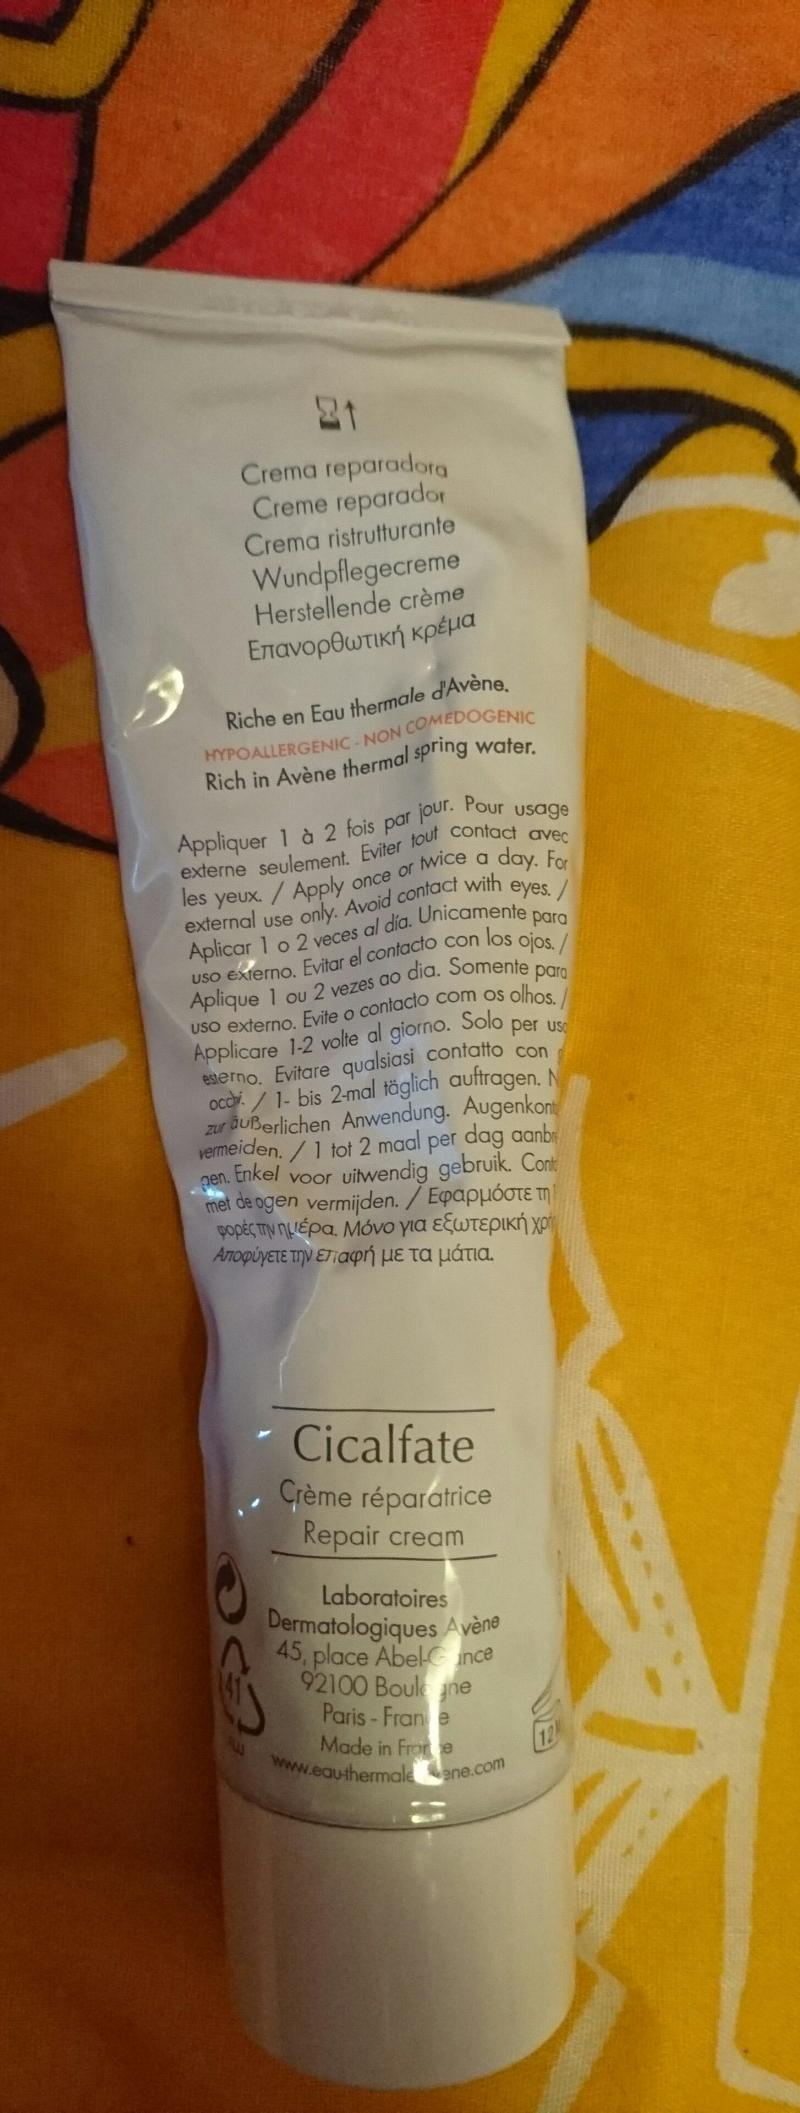 Crema reparadora
Creme reparador
Crema ristrutturante
Wundpflegecreme
Herstellende crème
Επανορθωτική κρέμα
Riche en Eau thermale d'Avène.
HYPOALLERGENIC - NON COMEDOGENIC
Rich in Avène thermal spring water.
Appliquer 1 à 2 fois par jour. Pour usage
externe seulement. Eviter tout contact avec
les yeux. / Apply once or twice a day. For
external use only. Avoid contact with eyes. /
Aplicar 1 o 2 veces al día. Unicamente para
uso externo. Evitar el contacto con los ojos. /
Aplique 1 ou 2 vezes ao dia. Somente para
uso externo. Evite o contacto com os olhos. /
Applicare 1-2 volte al giorno. Solo per uso
esterno. Evitare qualsiasi contatto con
occhi. / 1- bis 2-mal täglich auftragen.
zur äußerlichen Anwendung.
vermeiden. / 1 tot 2 maal per dag
gen. Enkel voor uitwendig gebruik.
met de ogen vermijden. / Εφαρμόστε τη
φορές την ημέρα. Μόνο για εξωτερική
Αποφύγετε την επαφή με τα μάτια.
Cicalfate
Crème réparatrice
Repair cream
Laboratoires
Dermatologiques Avène
45, place
92100
Paris - France
Made in France
41
12